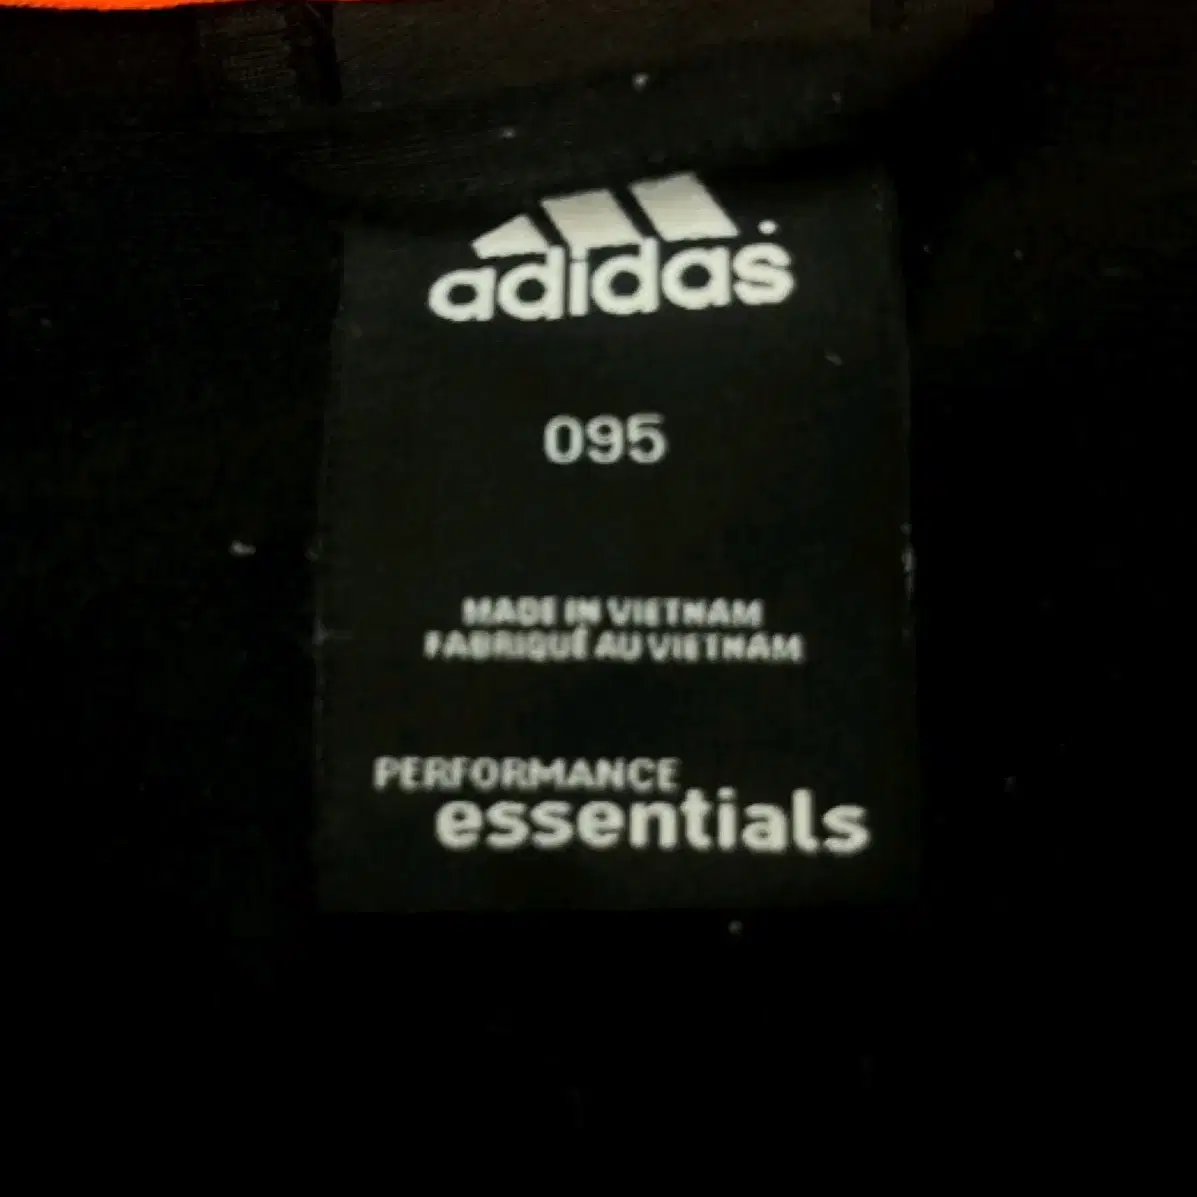 adidas
095
MADE IN VIETNAM
FABRIQUÉ AU VIETNAM
PERFORMANCE
essentials